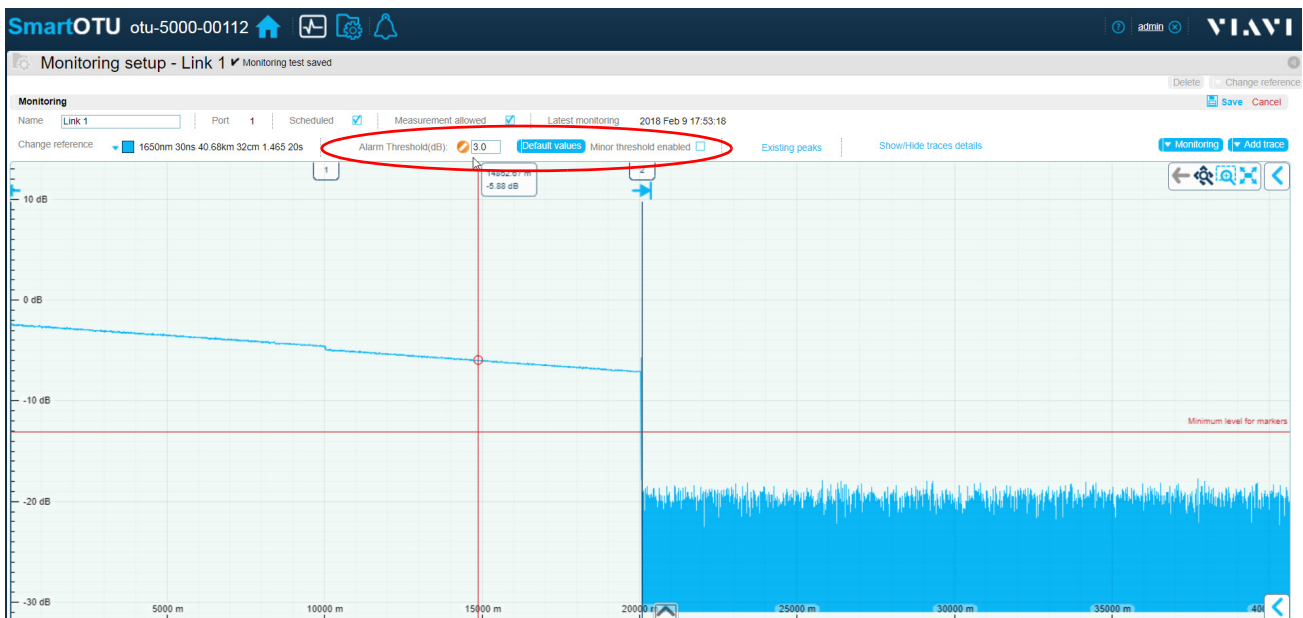 SmartOTU otu-5000-00112 admin VIAVI
Monitoring setup - Link 1 ✔ Monitoring test saved
Delete Change reference
Monitoring Save Cancel
Name Link 1 Port 1 Scheduled Measurement allowed Latest monitoring 2018 Feb 9 17:53:18
Change reference 1650nm 30ns 40.68km 32cm 1.465 20s Alarm Threshold(dB): 3.0 Default values Minor threshold enabled Existing peaks Show/Hide traces details Monitoring Add trace
1 2
-5.88 dB
10 dB
0 dB
-10 dB
Minimum level for markers
-20 dB
-30 dB
5000 m 10000 m 15000 m 20000 25000 m 30000 m 35000 m